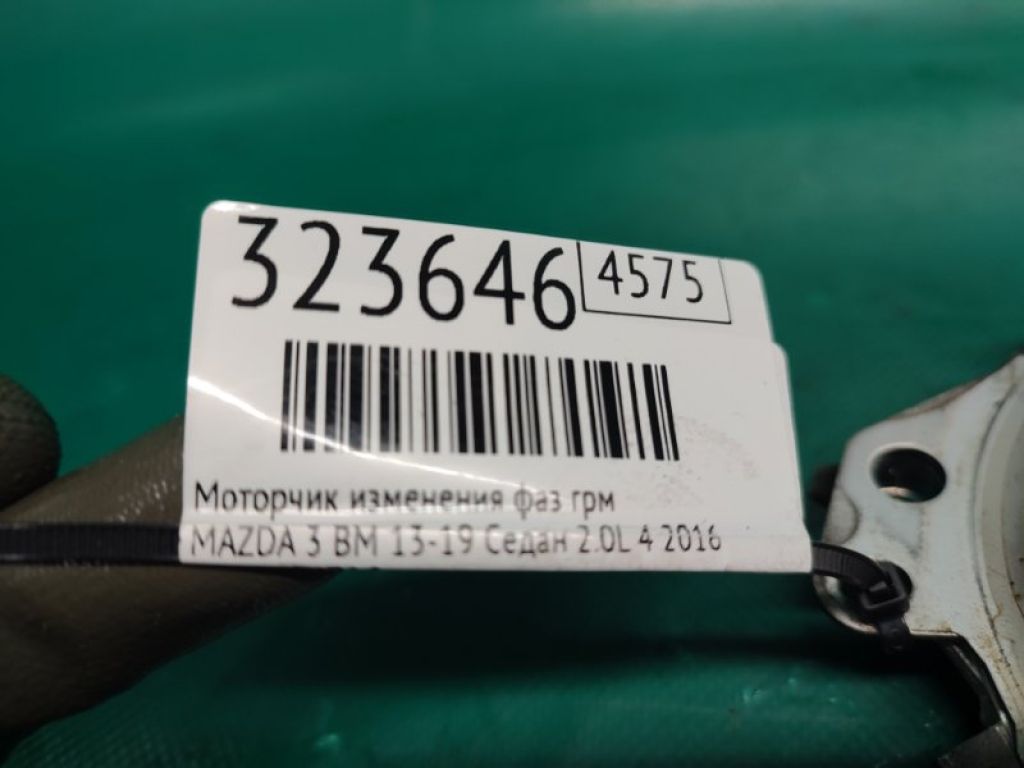 323646 4575
Моторчик изменения фаз грм
MAZDA 3 BM 13-19 Седан 2.0L 4 2016